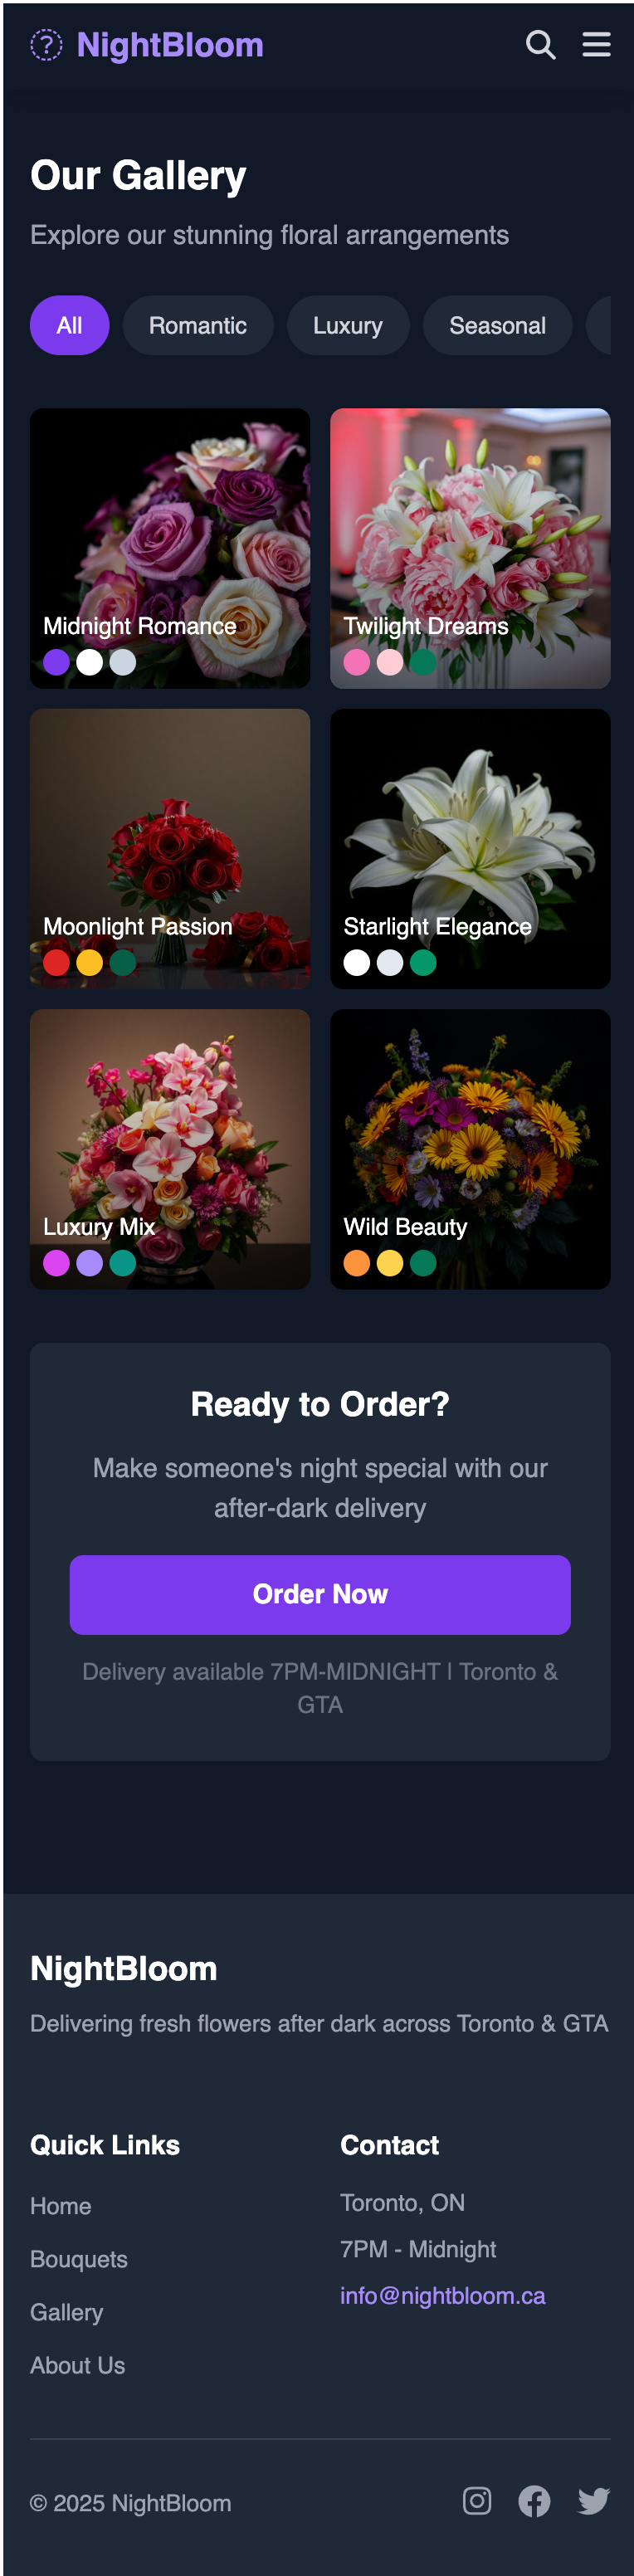 NightBloom
Our Gallery
Explore our stunning floral arrangements
All
Romantic
Luxury
Seasonal
Midnight Romance
Twilight Dreams
Moonlight Passion
Starlight Elegance
Luxury Mix
Wild Beauty
Ready to Order?
Make someone's night special with our
after-dark delivery
Order Now
Delivery available 7PM-MIDNIGHT | Toronto &
GTA
NightBloom
Delivering fresh flowers after dark across Toronto & GTA
Quick Links
Home
Bouquets
Gallery
About Us
Contact
Toronto, ON
7PM - Midnight
info@nightbloom.ca
© 2025 NightBloom